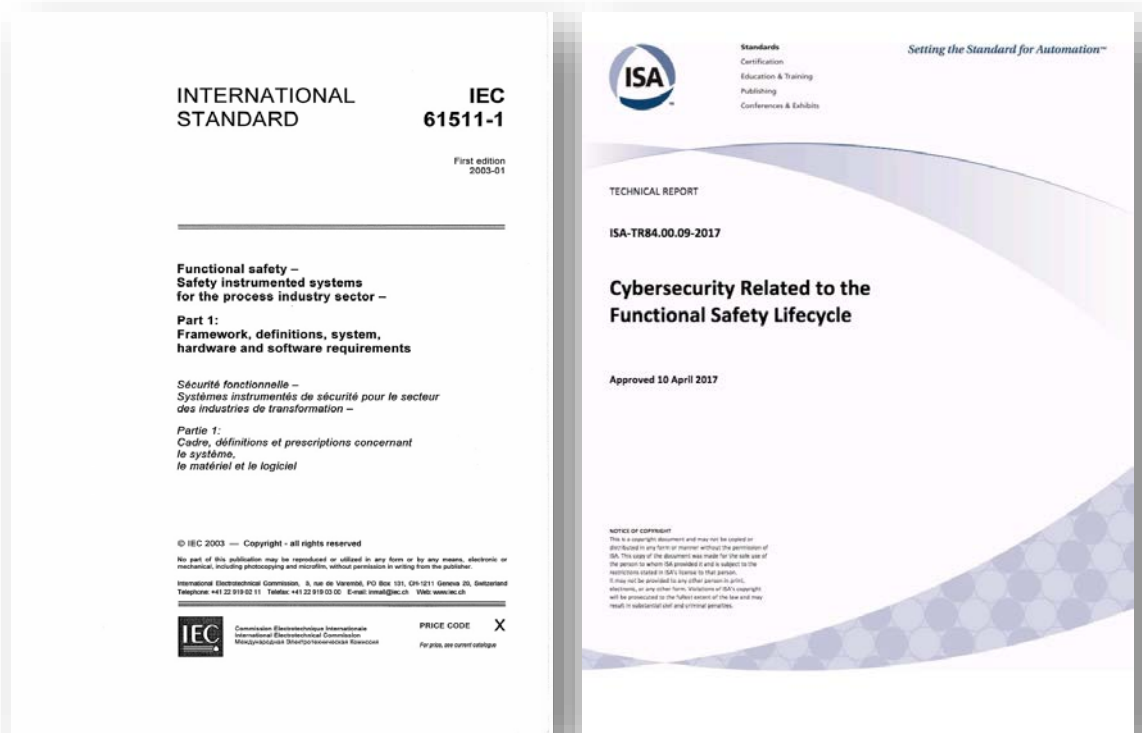 INTERNATIONAL
STANDARD
IEC
61511-1
First edition
2003-01
Functional safety –
Safety instrumented systems
for the process industry sector –
Part 1:
Framework, definitions, system,
hardware and software requirements
Sécurité fonctionnelle –
Systèmes instrumentés de sécurité pour le secteur
des industries de transformation –
Partie 1:
Cadre, définitions et prescriptions concernant
le système,
le matériel et le logiciel
© IEC 2003 — Copyright - all rights reserved
No part of this publication may be reproduced or utilized in any form or by any means, electronic or
mechanical, including photocopying and microfilm, without permission in writing from the publisher.
International Electrotechnical Commission, 3, rue de Varembé, PO Box 131, CH-1211 Geneva 20, Switzerland
Telephone: +41 22 919 02 11 Telefax: +41 22 919 03 00 E-mail: inmail@iec.ch Web: www.iec.ch
IEC
Commission Electrotechnique Internationale
International Electrotechnical Commission
Международная Электротехническая Комиссия
PRICE CODE X
For price, see current catalogue
ISA
Standards
Certification
Education & Training
Publishing
Conferences & Exhibits
Setting the Standard for Automation™
TECHNICAL REPORT
ISA-TR84.00.09-2017
Cybersecurity Related to the
Functional Safety Lifecycle
Approved 10 April 2017
NOTICE OF COPYRIGHT
This is a copyright document and may not be copied or
distributed in any form or manner without the permission of
ISA. This copy of the document was made for the sole use of
the person to whom ISA provided it and is subject to the
restrictions stated in ISA's license to that person.
It may not be provided to any other person in print,
electronic, or any other form. Violations of ISA's copyright
will be prosecuted to the fullest extent of the law and may
result in substantial civil and criminal penalties.